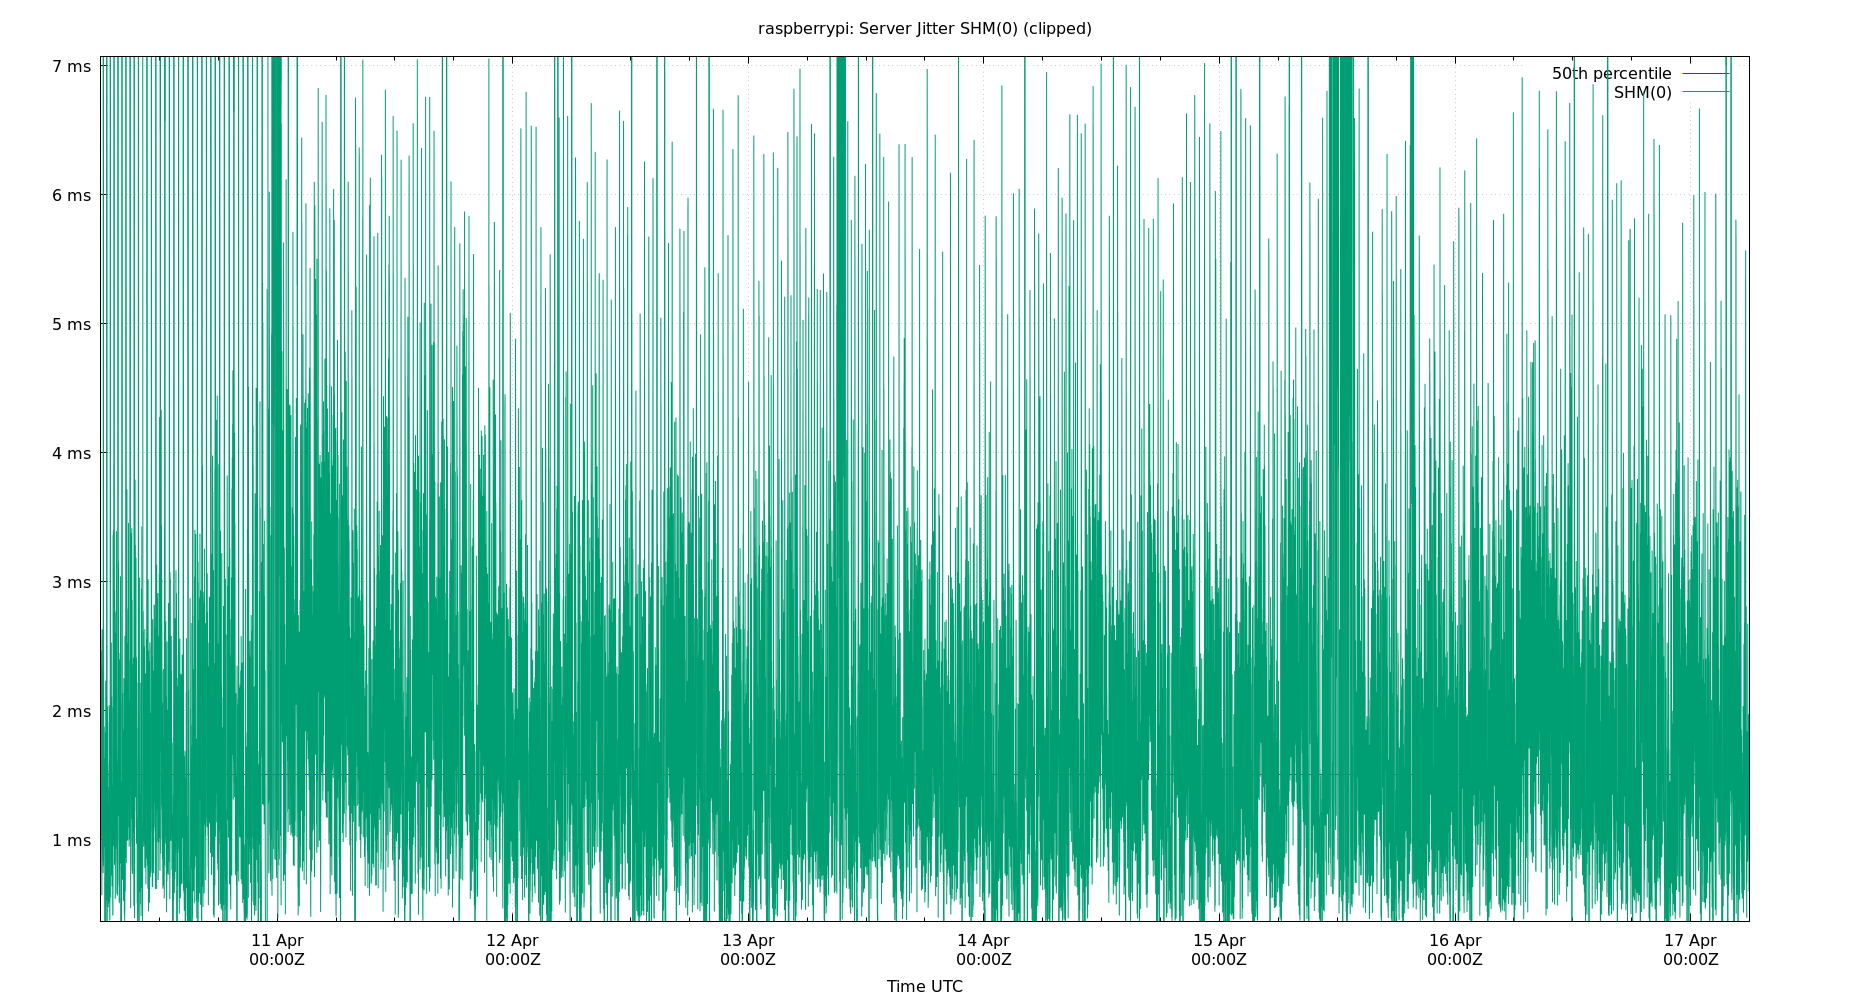 raspberrypi: Server Jitter SHM(0) (clipped)
7 ms
50th percentile
SHM(0)
6 ms
5 ms
4 ms
3 ms
2 ms
1 ms
11 Apr 12 Apr 13 Apr 14 Apr 15 Apr 16 Apr 17 Apr
00:00Z 00:00Z 00:00Z 00:00Z 00:00Z 00:00Z 00:00Z
Time UTC